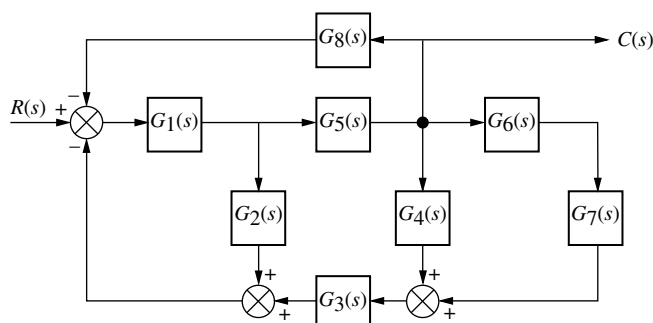 G8(s)
C(s)
−
R(s) +
G1(s)
G5(s)
G6(s)
−
G2(s)
G4(s)
G7(s)
+
+
+
G3(s)
+